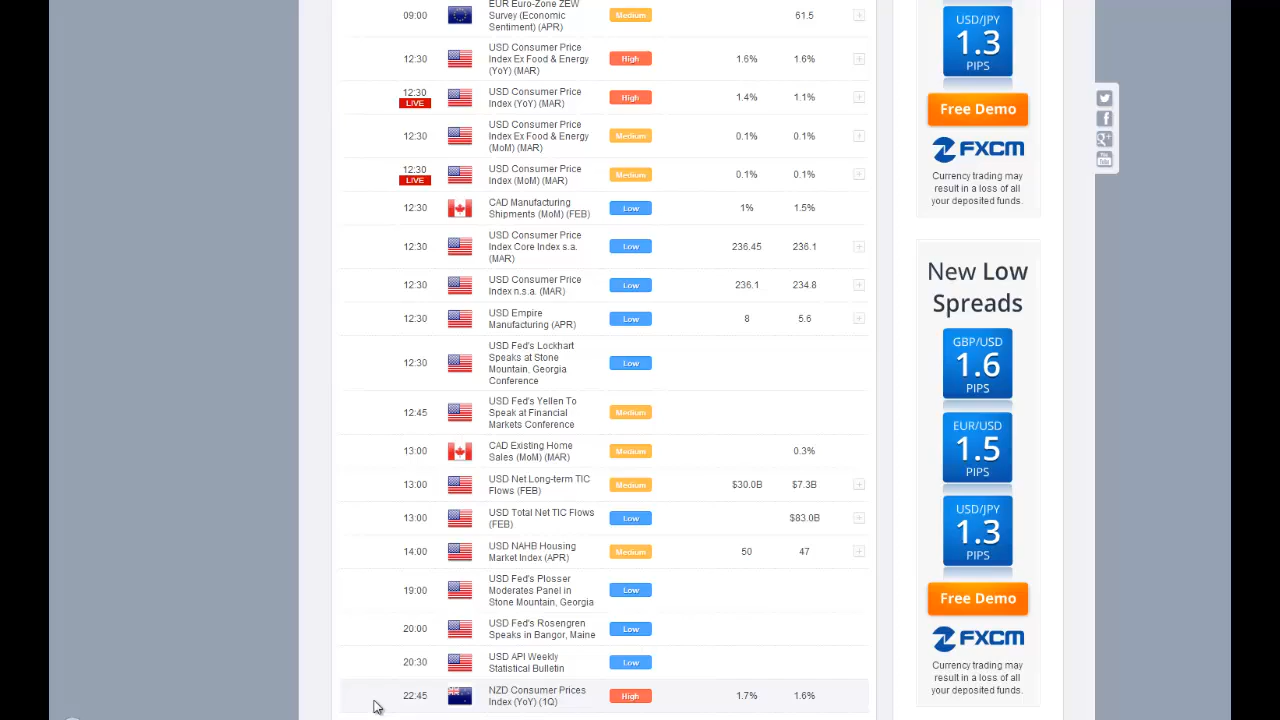 EUR Euro-Zone ZEW
09:00 Survey (Economic Medium 61.5
Sentiment) (APR)
USD Consumer Price
12:30 Index Ex Food & Energy High 1.6% 1.6%
(YoY) (MAR)
12:30 USD Consumer Price High 1.4% 1.1%
LIVE Index (YoY) (MAR)
USD Consumer Price
12:30 Index Ex Food & Energy Medium 0.1% 0.1%
(MoM) (MAR)
12:30 USD Consumer Price Medium 0.1% 0.1%
LIVE Index (MoM) (MAR)
12:30 CAD Manufacturing Low 1% 1.5%
Shipments (MoM) (FEB)
USD Consumer Price
12:30 Index Core Index s.a. Low 236.45 236.1
(MAR)
12:30 USD Consumer Price Low 236.1 234.8
Index n.s.a. (MAR)
12:30 USD Empire Low 8 5.6
Manufacturing (APR)
USD Fed's Lockhart
12:30 Speaks at Stone Low
Mountain, Georgia
Conference
USD Fed's Yellen To
12:45 Speak at Financial Medium
Markets Conference
13:00 CAD Existing Home Medium 0.3%
Sales (MoM) (MAR)
13:00 USD Net Long-term TIC Medium $30.0B $7.3B
Flows (FEB)
13:00 USD Total Net TIC Flows Low $83.0B
(FEB)
14:00 USD NAHB Housing Medium 50 47
Market Index (APR)
USD Fed's Plosser
19:00 Moderates Panel in Low
Stone Mountain, Georgia
20:00 USD Fed's Rosengren Low
Speaks in Bangor, Maine
20:30 USD API Weekly Low
Statistical Bulletin
22:45 NZD Consumer Prices High 1.7% 1.6%
Index (YoY) (1Q)
USD/JPY
1.3
PIPS
Free Demo
FXCM
Currency trading may
result in a loss of all
your deposited funds.
New Low
Spreads
GBP/USD
1.6
PIPS
EUR/USD
1.5
PIPS
USD/JPY
1.3
PIPS
Free Demo
FXCM
Currency trading may
result in a loss of all
your deposited funds.